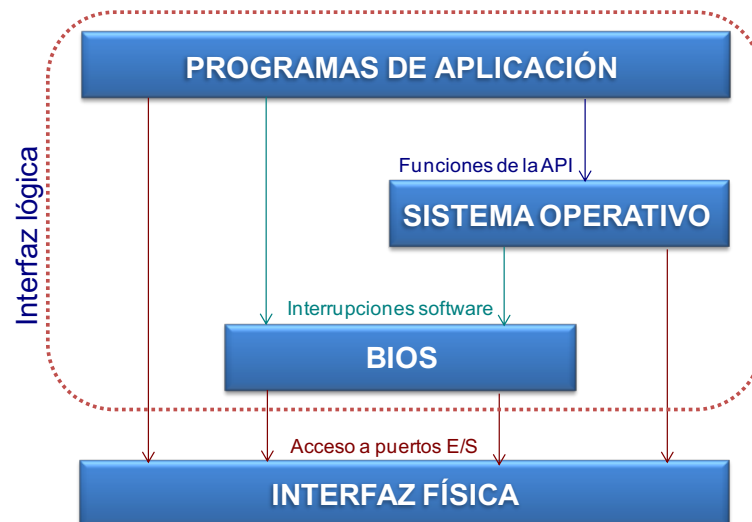 PROGRAMAS DE APLICACIÓN
Funciones de la API
SISTEMA OPERATIVO
Interfaz lógica
Interrupciones software
BIOS
Acceso a puertos E/S
INTERFAZ FÍSICA